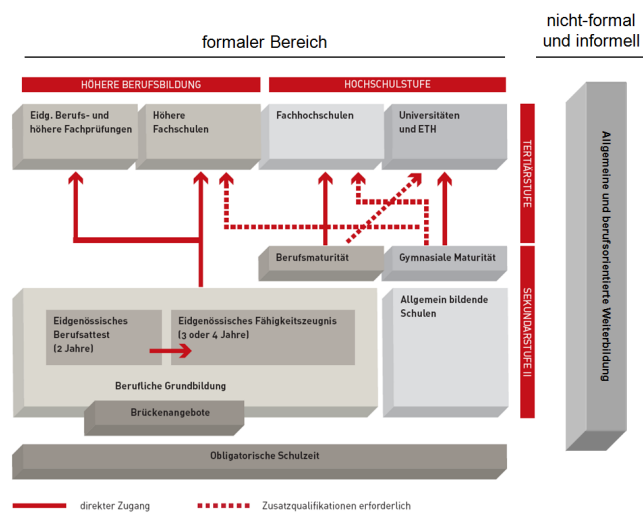 formaler Bereich
nicht-formal
und informell
HÖHERE BERUFSBILDUNG
HOCHSCHULSTUFE
Eidg. Berufs- und
höhere Fachprüfungen
Höhere
Fachschulen
Fachhochschulen
Universitäten
und ETH
TERTIÄRSTUFE
Allgemeine und berufsorientierte Weiterbildung
Berufsmaturität
Gymnasiale Maturität
SEKUNDARSTUFE II
Allgemein bildende
Schulen
Eidgenössisches
Berufsattest
(2 Jahre)
Eidgenössisches Fähigkeitszeugnis
(3 oder 4 Jahre)
Berufliche Grundbildung
Brückenangebote
Obligatorische Schulzeit
direkter Zugang
Zusatzqualifikationen erforderlich